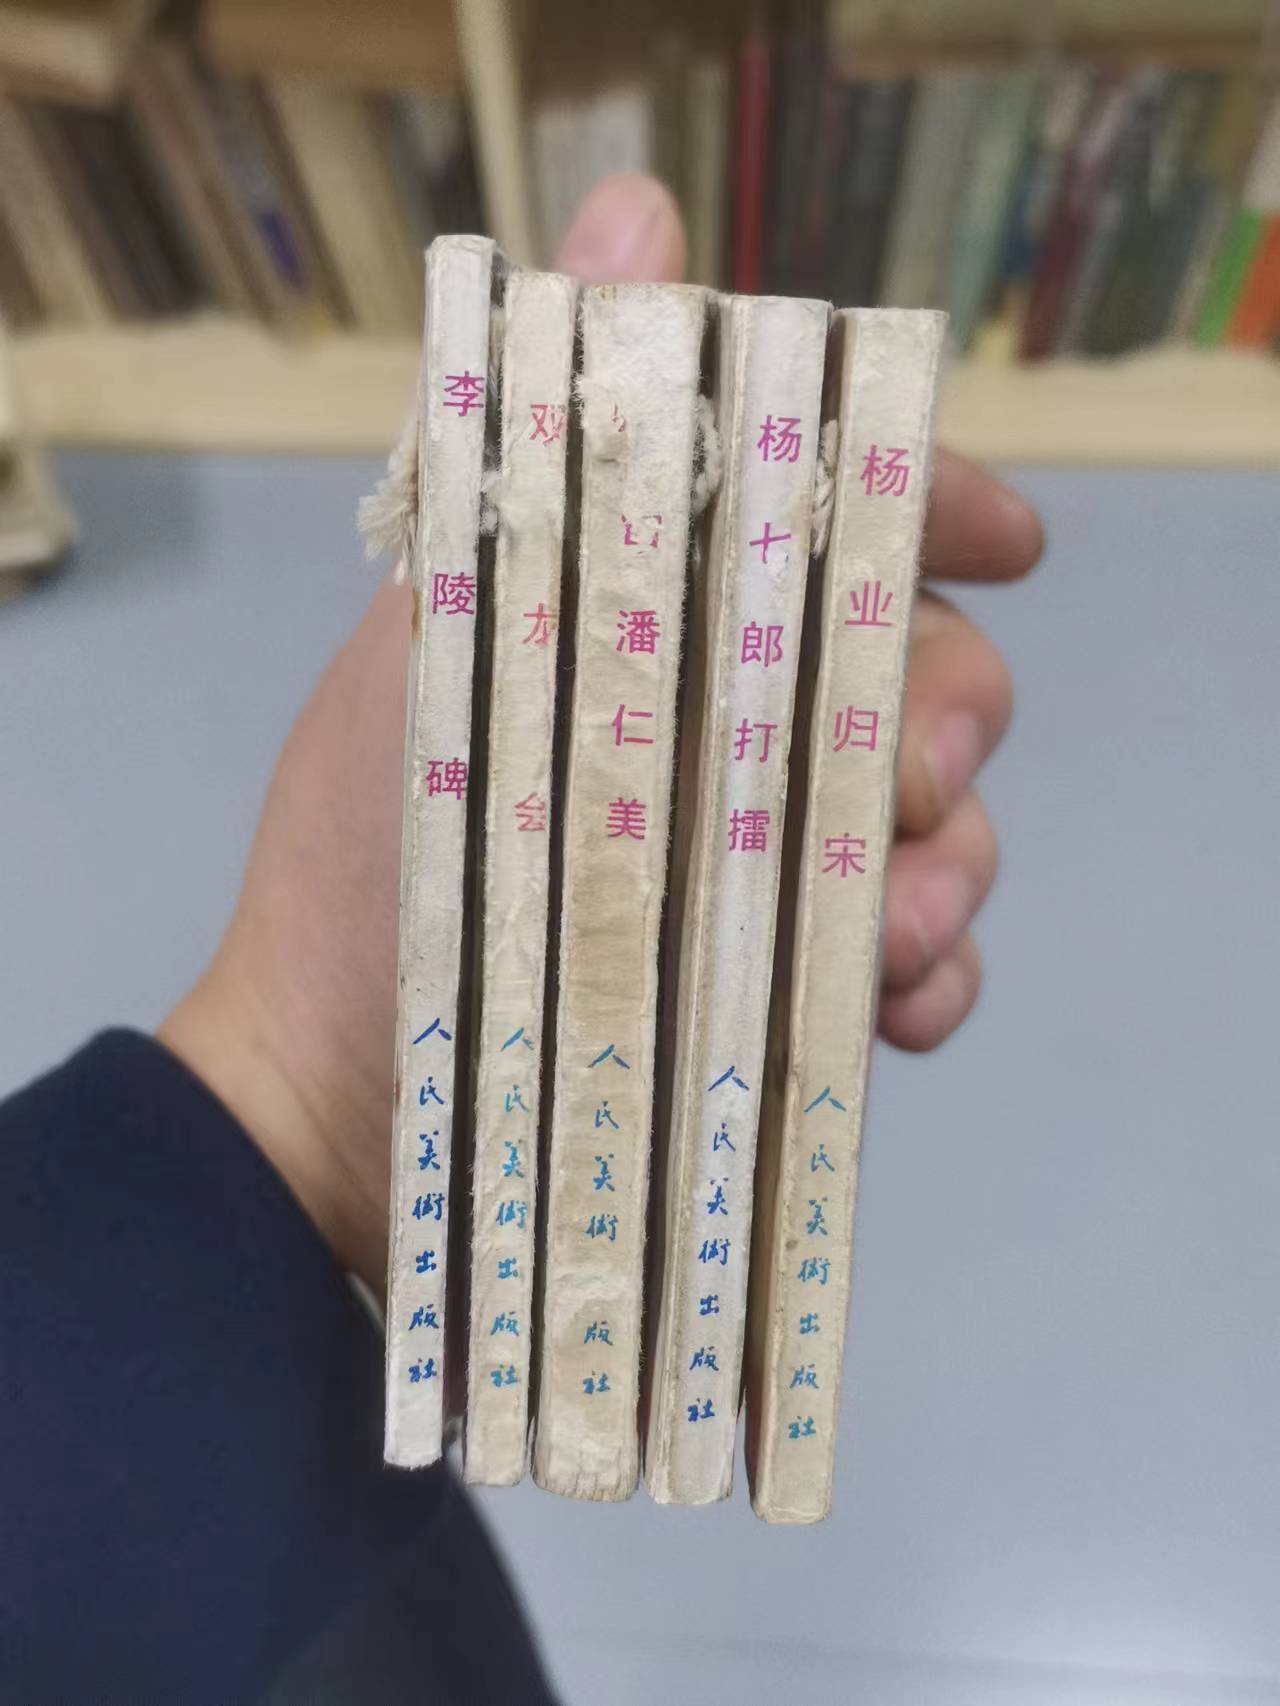 李陵碑
人民美術出版社
双龙会
人民美術出版社
潘仁美
人民美術版社
杨七郎打擂
人民美術出版社
杨业归宋
人民美術出版社